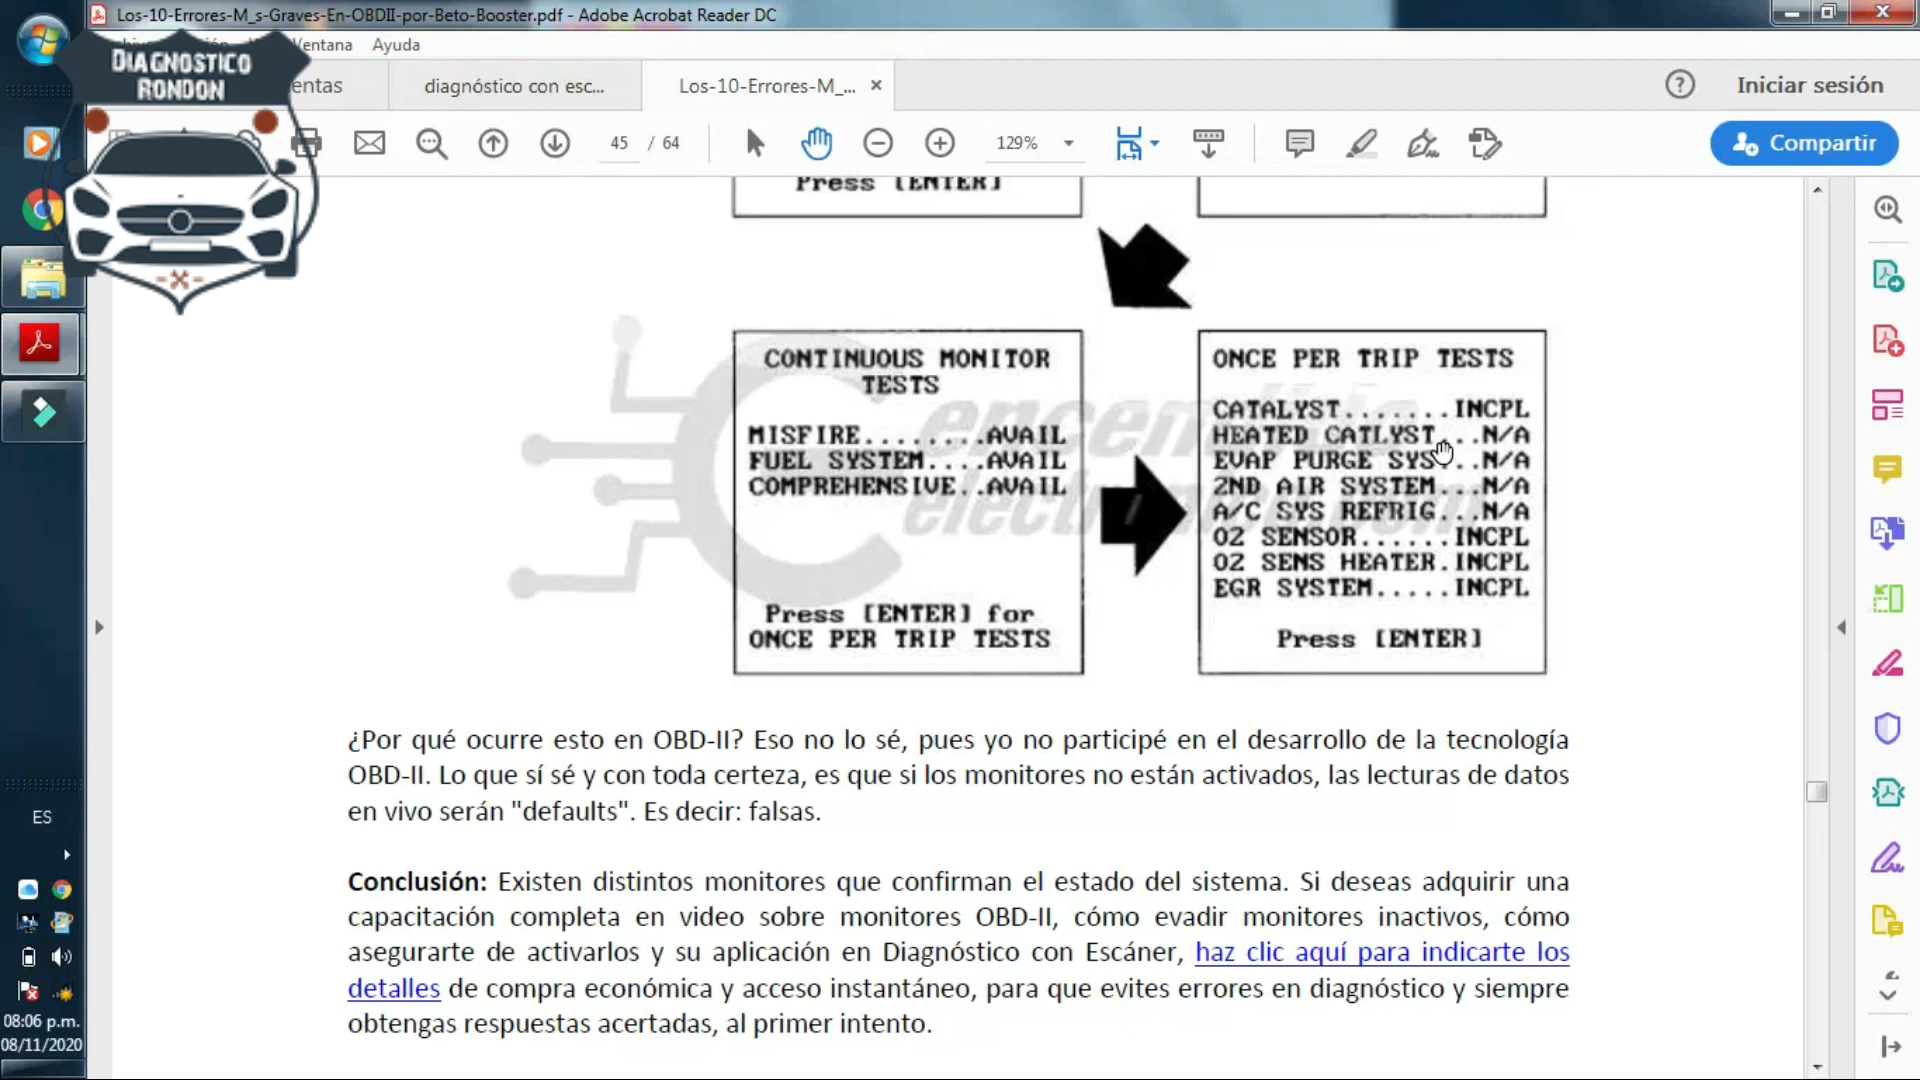 Los-10-Errores-M_s-Graves-En-OBDII-por-Beto-Booster.pdf - Adobe Acrobat Reader DC
Ventana Ayuda
DIAGNOSTICO
RONDON
entas
diagnóstico con esc...
Los-10-Errores-M_...
Iniciar sesión
45 / 64
129%
Compartir
Press [ENTER]
CONTINUOUS MONITOR
TESTS
MISFIRE........AVAIL
FUEL SYSTEM....AVAIL
COMPREHENSIVE..AVAIL
Press [ENTER] for
ONCE PER TRIP TESTS
ONCE PER TRIP TESTS
CATALYST.......INCPL
HEATED CATLYST...N/A
EVAP PURGE SYS...N/A
2ND AIR SYSTEM...N/A
A/C SYS REFRIG...N/A
O2 SENSOR......INCPL
O2 SENS HEATER.INCPL
EGR SYSTEM.....INCPL
Press [ENTER]
¿Por qué ocurre esto en OBD-II? Eso no lo sé, pues yo no participé en el desarrollo de la tecnología
OBD-II. Lo que sí sé y con toda certeza, es que si los monitores no están activados, las lecturas de datos
en vivo serán "defaults". Es decir: falsas.
Conclusión: Existen distintos monitores que confirman el estado del sistema. Si deseas adquirir una
capacitación completa en video sobre monitores OBD-II, cómo evadir monitores inactivos, cómo
asegurarte de activarlos y su aplicación en Diagnóstico con Escáner, haz clic aquí para indicarte los
detalles de compra económica y acceso instantáneo, para que evites errores en diagnóstico y siempre
obtengas respuestas acertadas, al primer intento.
ES
08:06 p.m.
08/11/2020